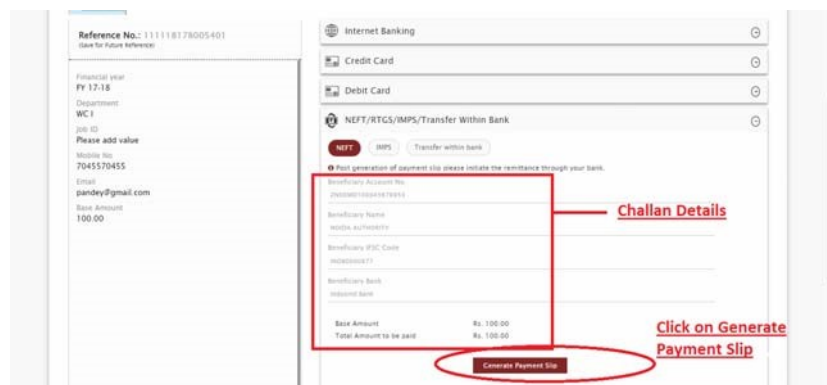 Reference No.: 111118178005401
(Save for Future Reference)
Financial year
FY 17-18
Department
WC I
Job ID
Please add value
Mobile No
7045570455
Email
pandey@gmail.com
Base Amount
100.00
Internet Banking
Credit Card
Debit Card
NEFT/RTGS/IMPS/Transfer Within Bank
NEFT
IMPS
Transfer within bank
Post generation of payment slip please initiate the remittance through your bank.
Beneficiary Account No.
Beneficiary Name
NOIDA AUTHORITY
Beneficiary IFSC Code
Beneficiary Bank
Indusind Bank
Base Amount Rs. 100.00
Total Amount to be paid Rs. 100.00
Generate Payment Slip
Challan Details
Click on Generate
Payment Slip